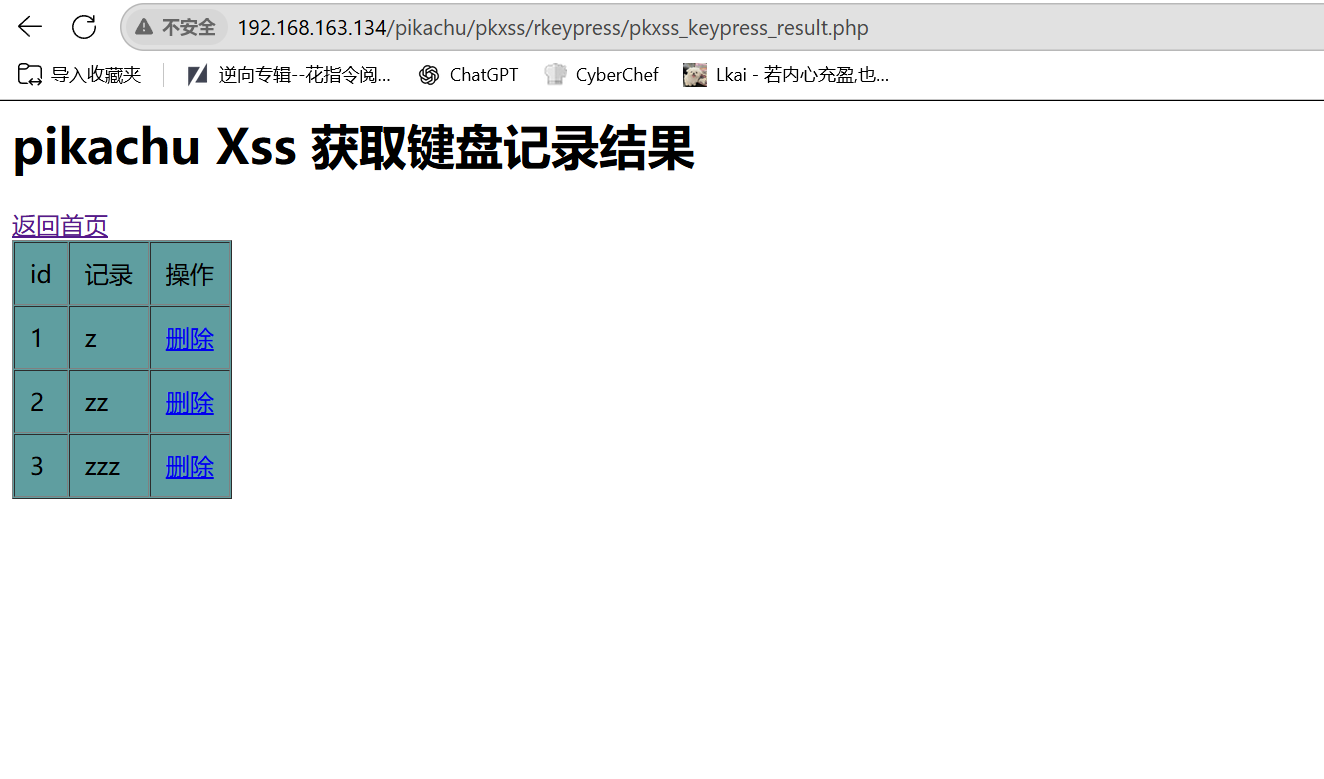 不安全 192.168.163.134/pikachu/pkxss/rkeypress/pkxss_keypress_result.php
导入收藏夹 逆向专辑--花指令阅... ChatGPT CyberChef Lkai - 若内心充盈,也...
pikachu Xss 获取键盘记录结果
返回首页
id 记录 操作
1 z 删除
2 zz 删除
3 zzz 删除